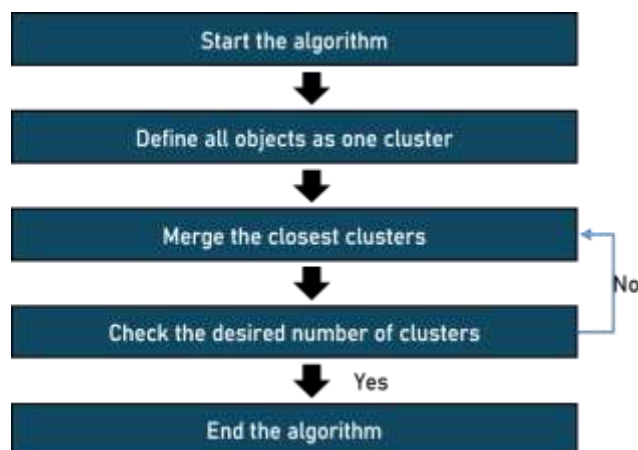 Start the algorithm
Define all objects as one cluster
Merge the closest clusters
No
Check the desired number of clusters
Yes
End the algorithm